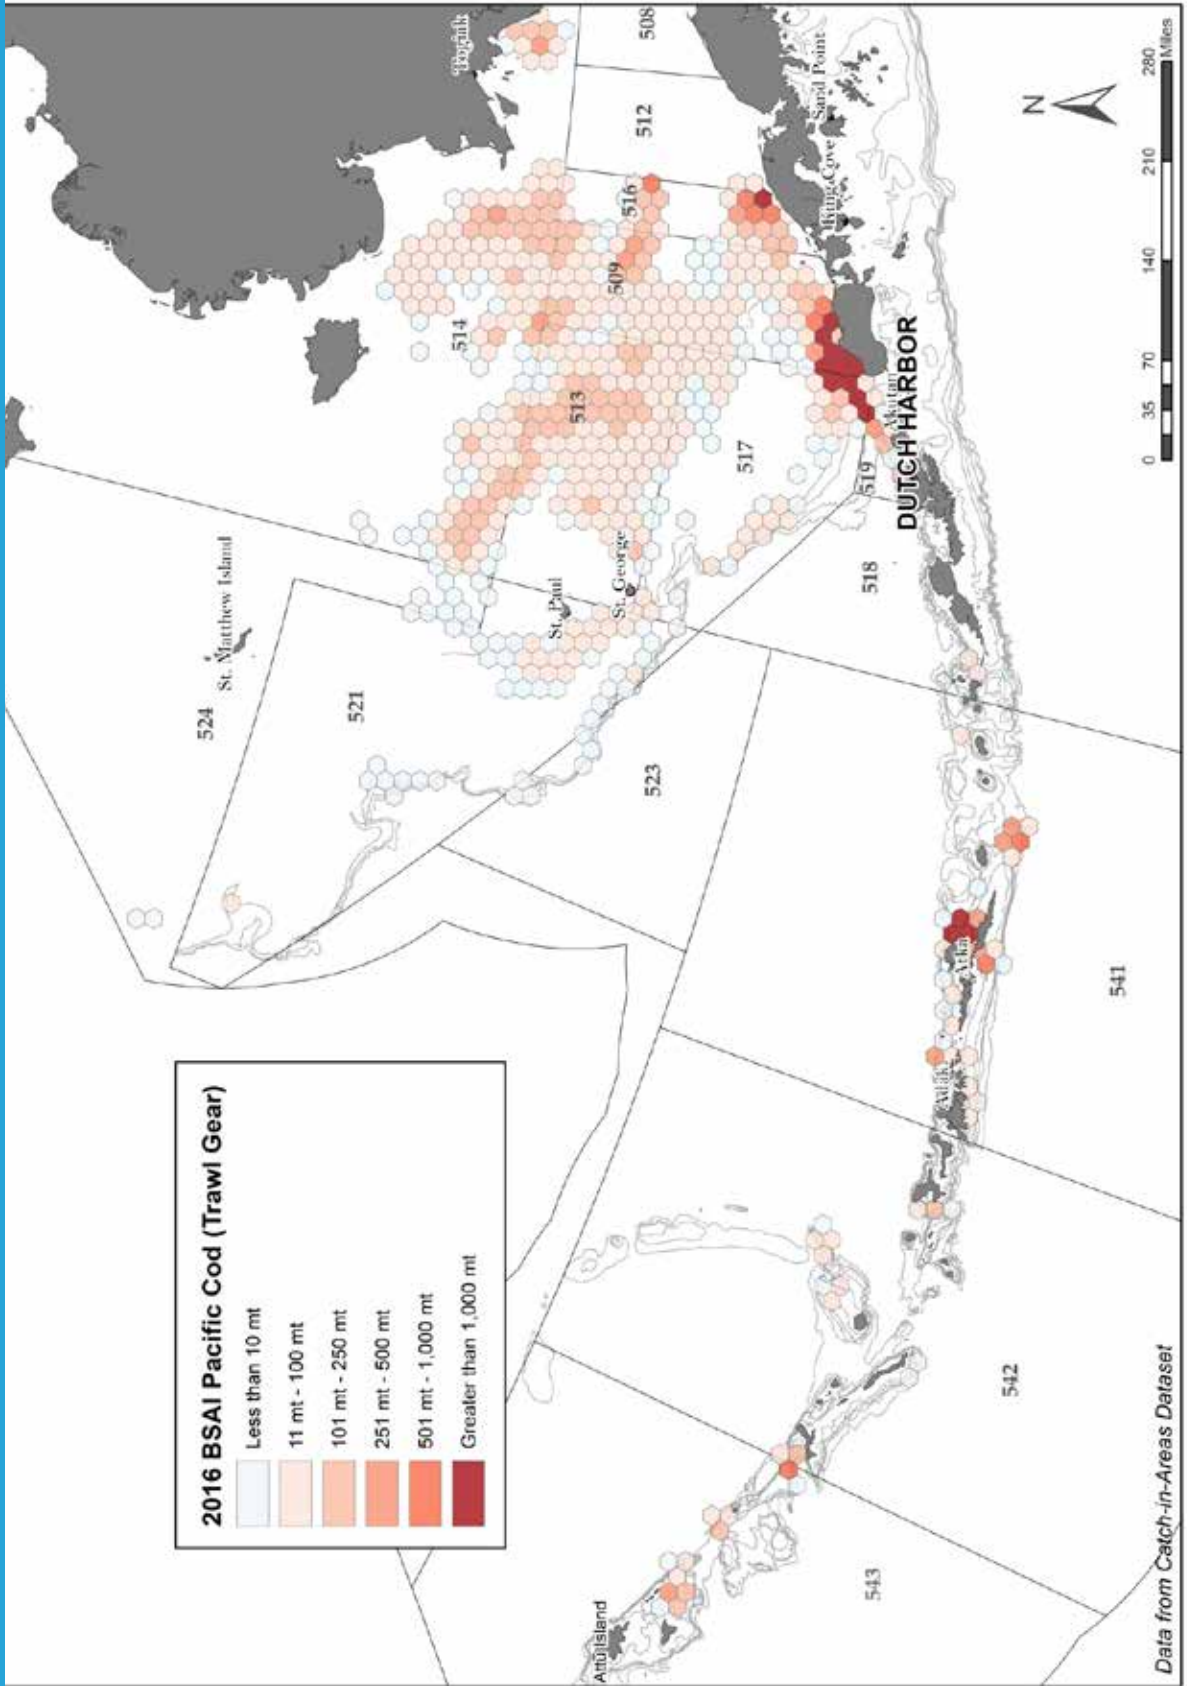 2016 BSAI Pacific Cod (Trawl Gear)
Less than 10 mt
11 mt - 100 mt
101 mt - 250 mt
251 mt - 500 mt
501 mt - 1,000 mt
Greater than 1,000 mt
524
St. Matthew Island
521
523
514
513
509
516
512
508
517
519
518
541
542
543
Togiak
St. Paul
St. George
Sand Point
King Cove
Akutan
DUTCH HARBOR
Atka
Adak
Attu Island
N
0 35 70 140 210 280 Miles
Data from Catch-in-Areas Dataset